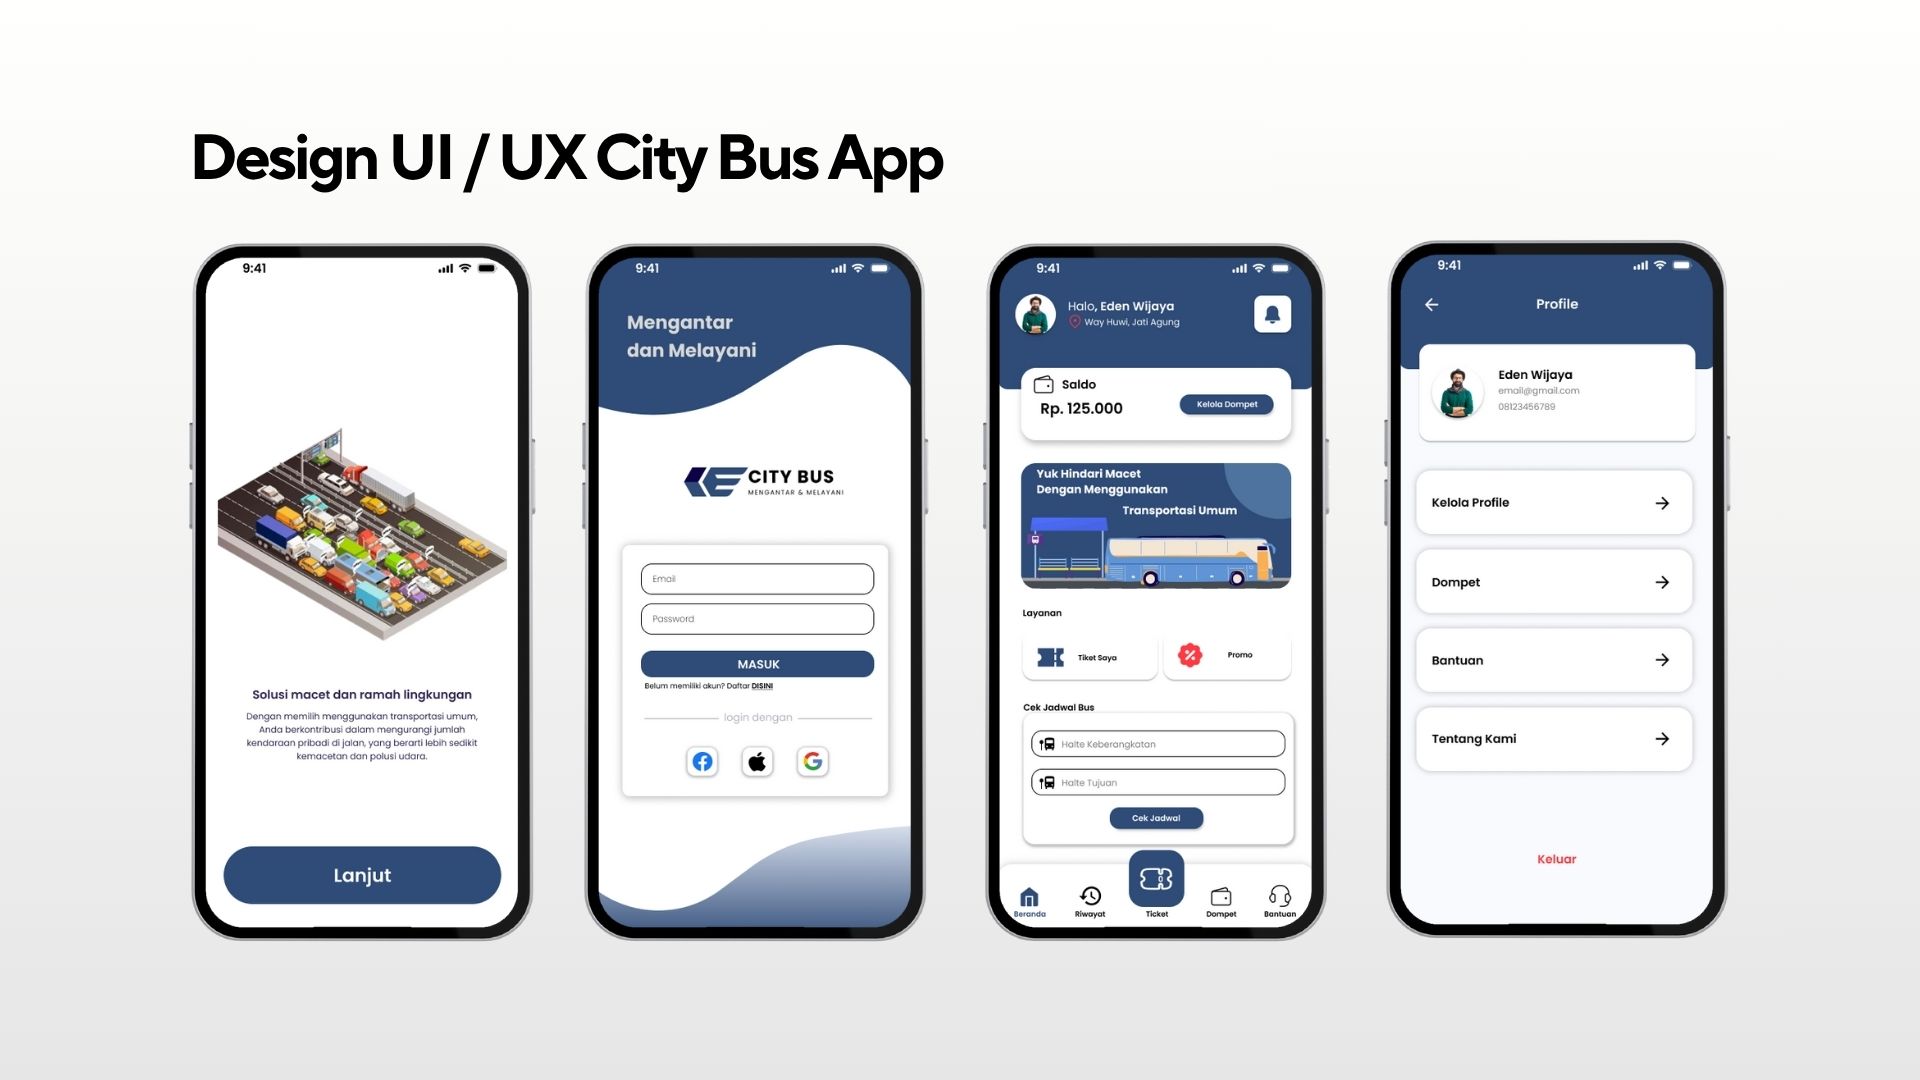 Design UI / UX City Bus App
9:41
Solusi macet dan ramah lingkungan
Dengan memilih menggunakan transportasi umum,
Anda berkontribusi dalam mengurangi jumlah
kendaraan pribadi di jalan, yang berarti lebih sedikit
kemacetan dan polusi udara.
Lanjut
9:41
Mengantar
dan Melayani
CITY BUS
MENGANTAR & MELAYANI
Email
Password
MASUK
Belum memiliki akun? Daftar DISINI
login dengan
9:41
Halo, Eden Wijaya
Way Huwi, Jati Agung
Saldo
Rp. 125.000
Kelola Dompet
Yuk Hindari Macet
Dengan Menggunakan
Transportasi Umum
Layanan
Tiket Saya
Promo
Cek Jadwal Bus
Halte Keberangkatan
Halte Tujuan
Cek Jadwal
Beranda
Riwayat
Ticket
Dompet
Bantuan
9:41
Profile
Eden Wijaya
email@gmail.com
08123456789
Kelola Profile
Dompet
Bantuan
Tentang Kami
Keluar